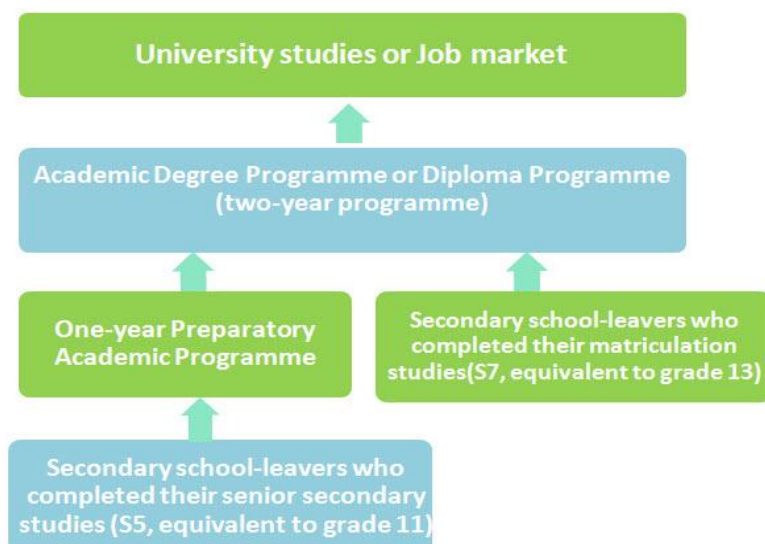 University studies or Job market
Academic Degree Programme or Diploma Programme
(two-year programme)
One-year Preparatory
Academic Programme
Secondary school-leavers who
completed their matriculation
studies(S7, equivalent to grade 13)
Secondary school-leavers who
completed their senior secondary
studies (S5, equivalent to grade 11)